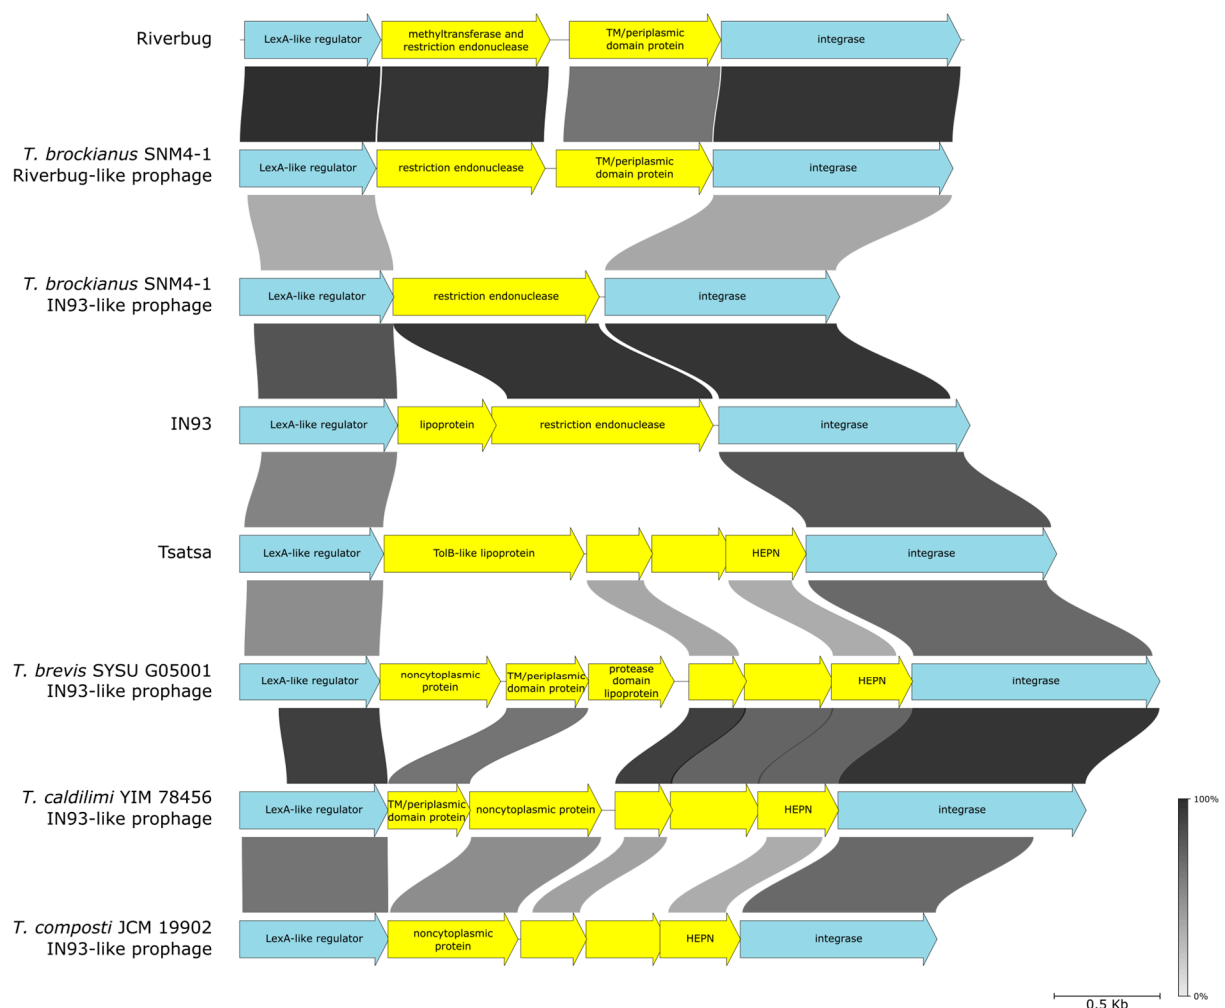 Riverbug
LexA-like regulator
methyltransferase and
restriction endonuclease
TM/periplasmic
domain protein
integrase
T. brockianus SNM4-1
Riverbug-like prophage
LexA-like regulator
restriction endonuclease
TM/periplasmic
domain protein
integrase
T. brockianus SNM4-1
IN93-like prophage
LexA-like regulator
restriction endonuclease
integrase
IN93
LexA-like regulator
lipoprotein
restriction endonuclease
integrase
Tsatsa
LexA-like regulator
TolB-like lipoprotein
HEPN
integrase
T. brevis SYSU G05001
IN93-like prophage
LexA-like regulator
noncytoplasmic
protein
TM/periplasmic
domain protein
protease
domain
lipoprotein
HEPN
integrase
T. caldilimi YIM 78456
IN93-like prophage
LexA-like regulator
TM/periplasmic
domain protein
noncytoplasmic protein
HEPN
integrase
T. composti JCM 19902
IN93-like prophage
LexA-like regulator
noncytoplasmic
protein
HEPN
integrase
100%
0%
0.5 Kb